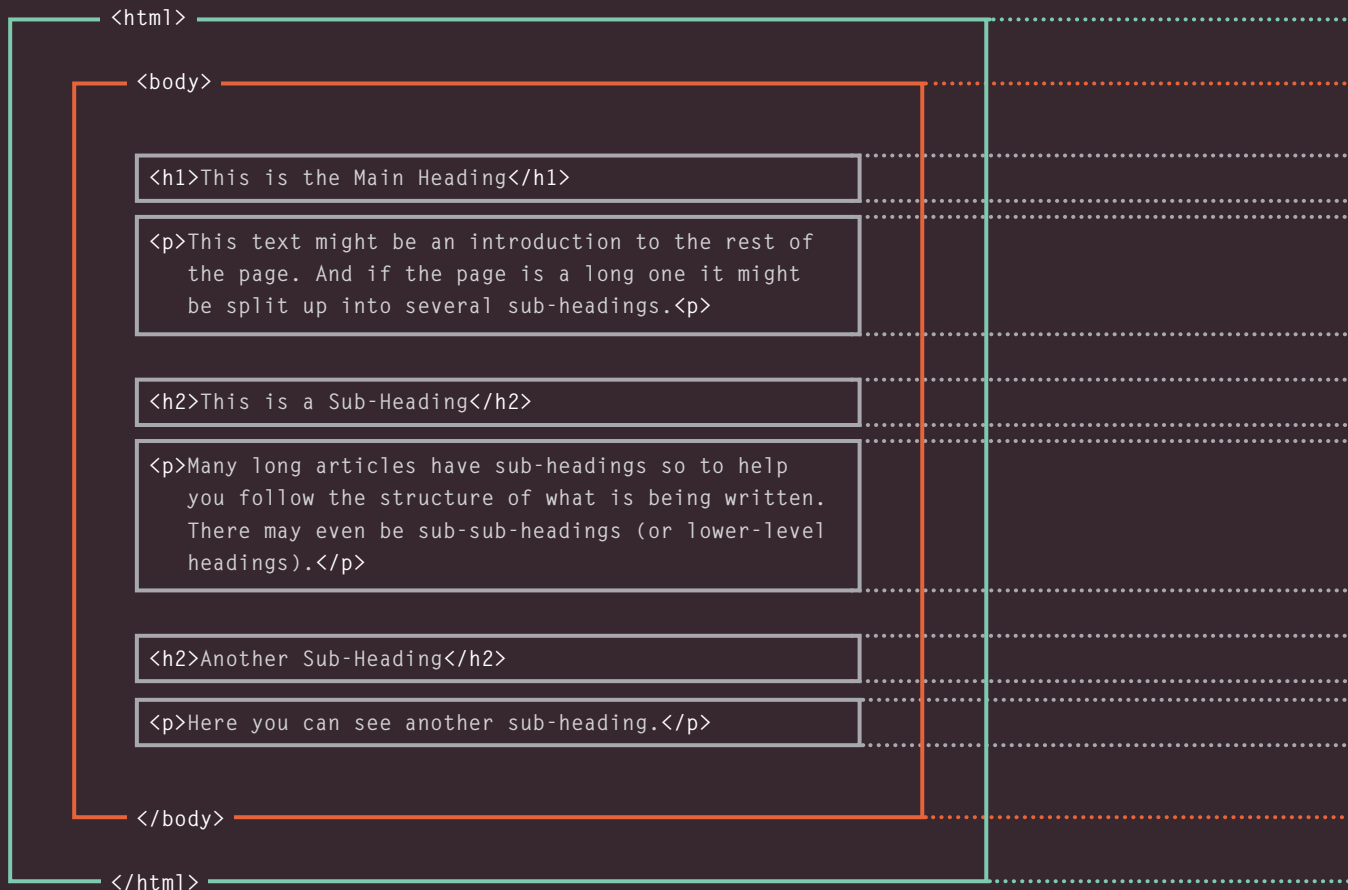 <html>
<body>
<h1>This is the Main Heading</h1>
<p>This text might be an introduction to the rest of
the page. And if the page is a long one it might
be split up into several sub-headings.<p>
<h2>This is a Sub-Heading</h2>
<p>Many long articles have sub-headings so to help
you follow the structure of what is being written.
There may even be sub-sub-headings (or lower-level
headings).</p>
<h2>Another Sub-Heading</h2>
<p>Here you can see another sub-heading.</p>
</body>
</html>